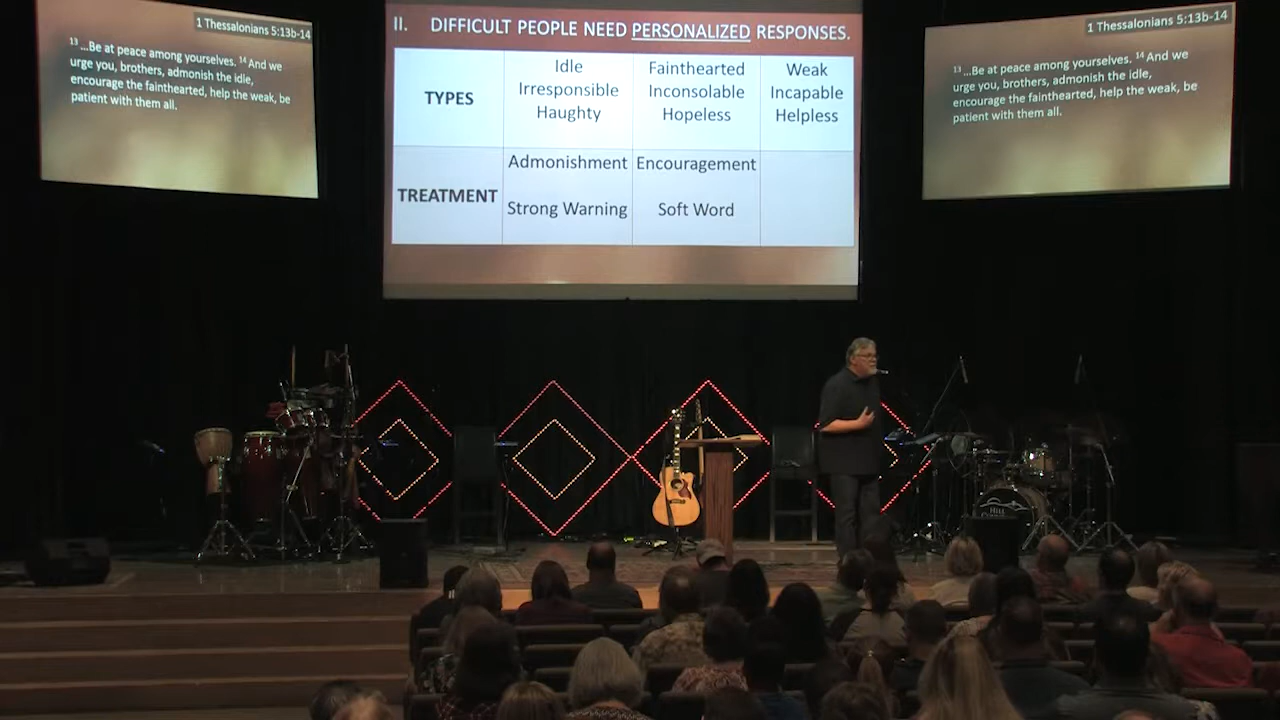 1 Thessalonians 5:13b-14
13 ...Be at peace among yourselves. 14 And we
urge you, brothers, admonish the idle,
encourage the fainthearted, help the weak, be
patient with them all.
II. DIFFICULT PEOPLE NEED PERSONALIZED RESPONSES.
TYPES
Idle
Irresponsible
Haughty
Fainthearted
Inconsolable
Hopeless
Weak
Incapable
Helpless
TREATMENT
Admonishment
Strong Warning
Encouragement
Soft Word
1 Thessalonians 5:13b-14
13 ...Be at peace among yourselves. 14 And we
urge you, brothers, admonish the idle,
encourage the fainthearted, help the weak, be
patient with them all.
HILL